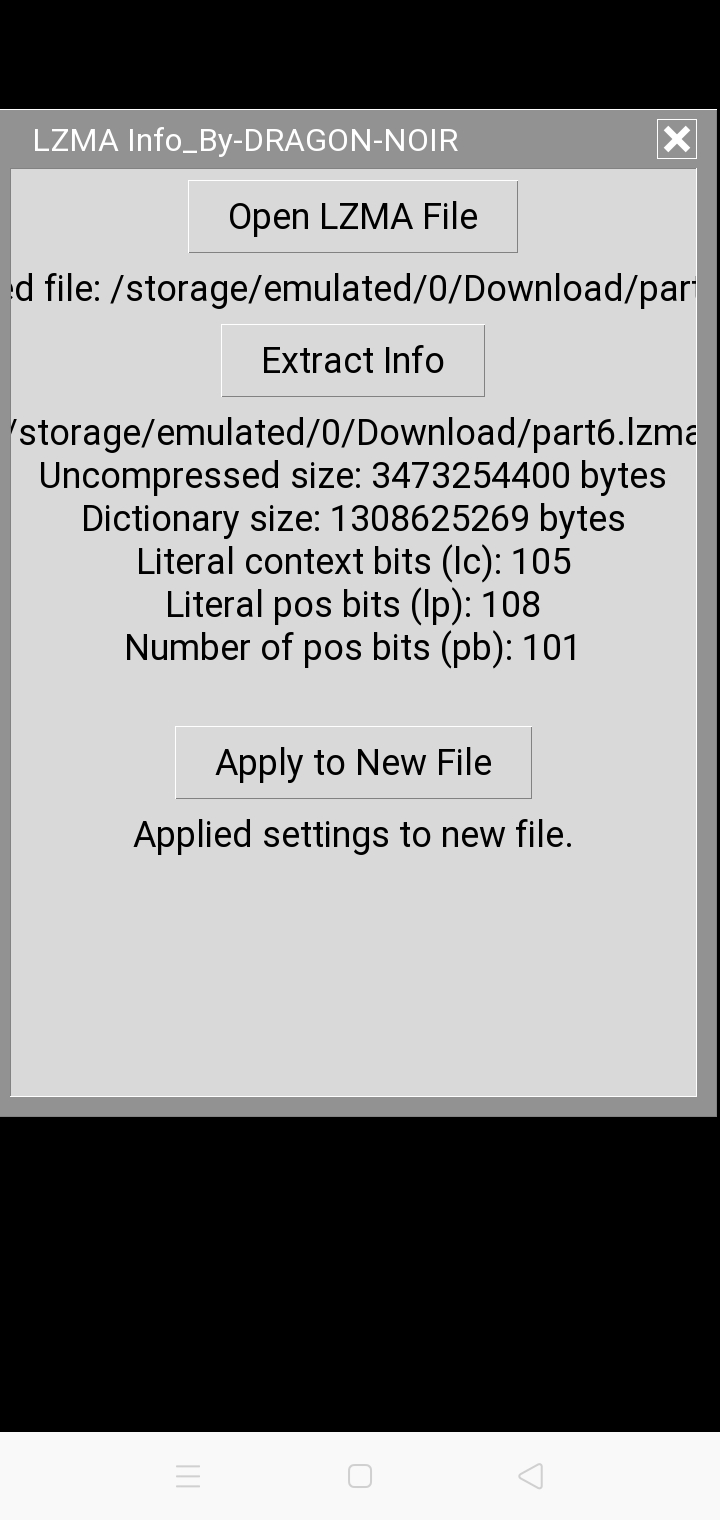 LZMA Info_By-DRAGON-NOIR
Open LZMA File
ed file: /storage/emulated/0/Download/part
Extract Info
/storage/emulated/0/Download/part6.lzma
Uncompressed size: 3473254400 bytes
Dictionary size: 1308625269 bytes
Literal context bits (lc): 105
Literal pos bits (lp): 108
Number of pos bits (pb): 101
Apply to New File
Applied settings to new file.